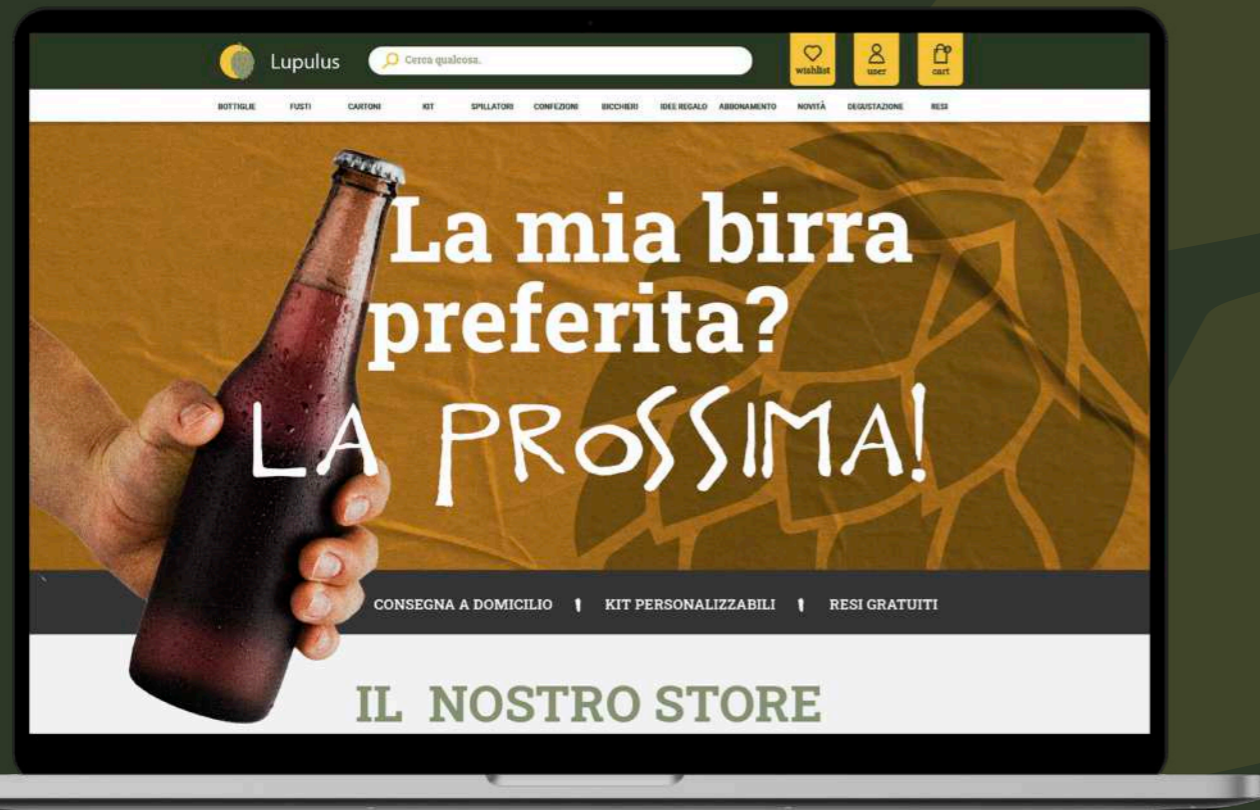 Lupulus
Cerca qualcosa.
wishlist
user
cart
BOTTIGLIE FUSTI CARTONI KIT SPILLATORI CONFEZIONI BICCHIERI IDEE REGALO ABBONAMENTO NOVITÀ DEGUSTAZIONE RESI
La mia birra
preferita?
LA PROSSIMA!
CONSEGNA A DOMICILIO KIT PERSONALIZZABILI RESI GRATUITI
IL NOSTRO STORE